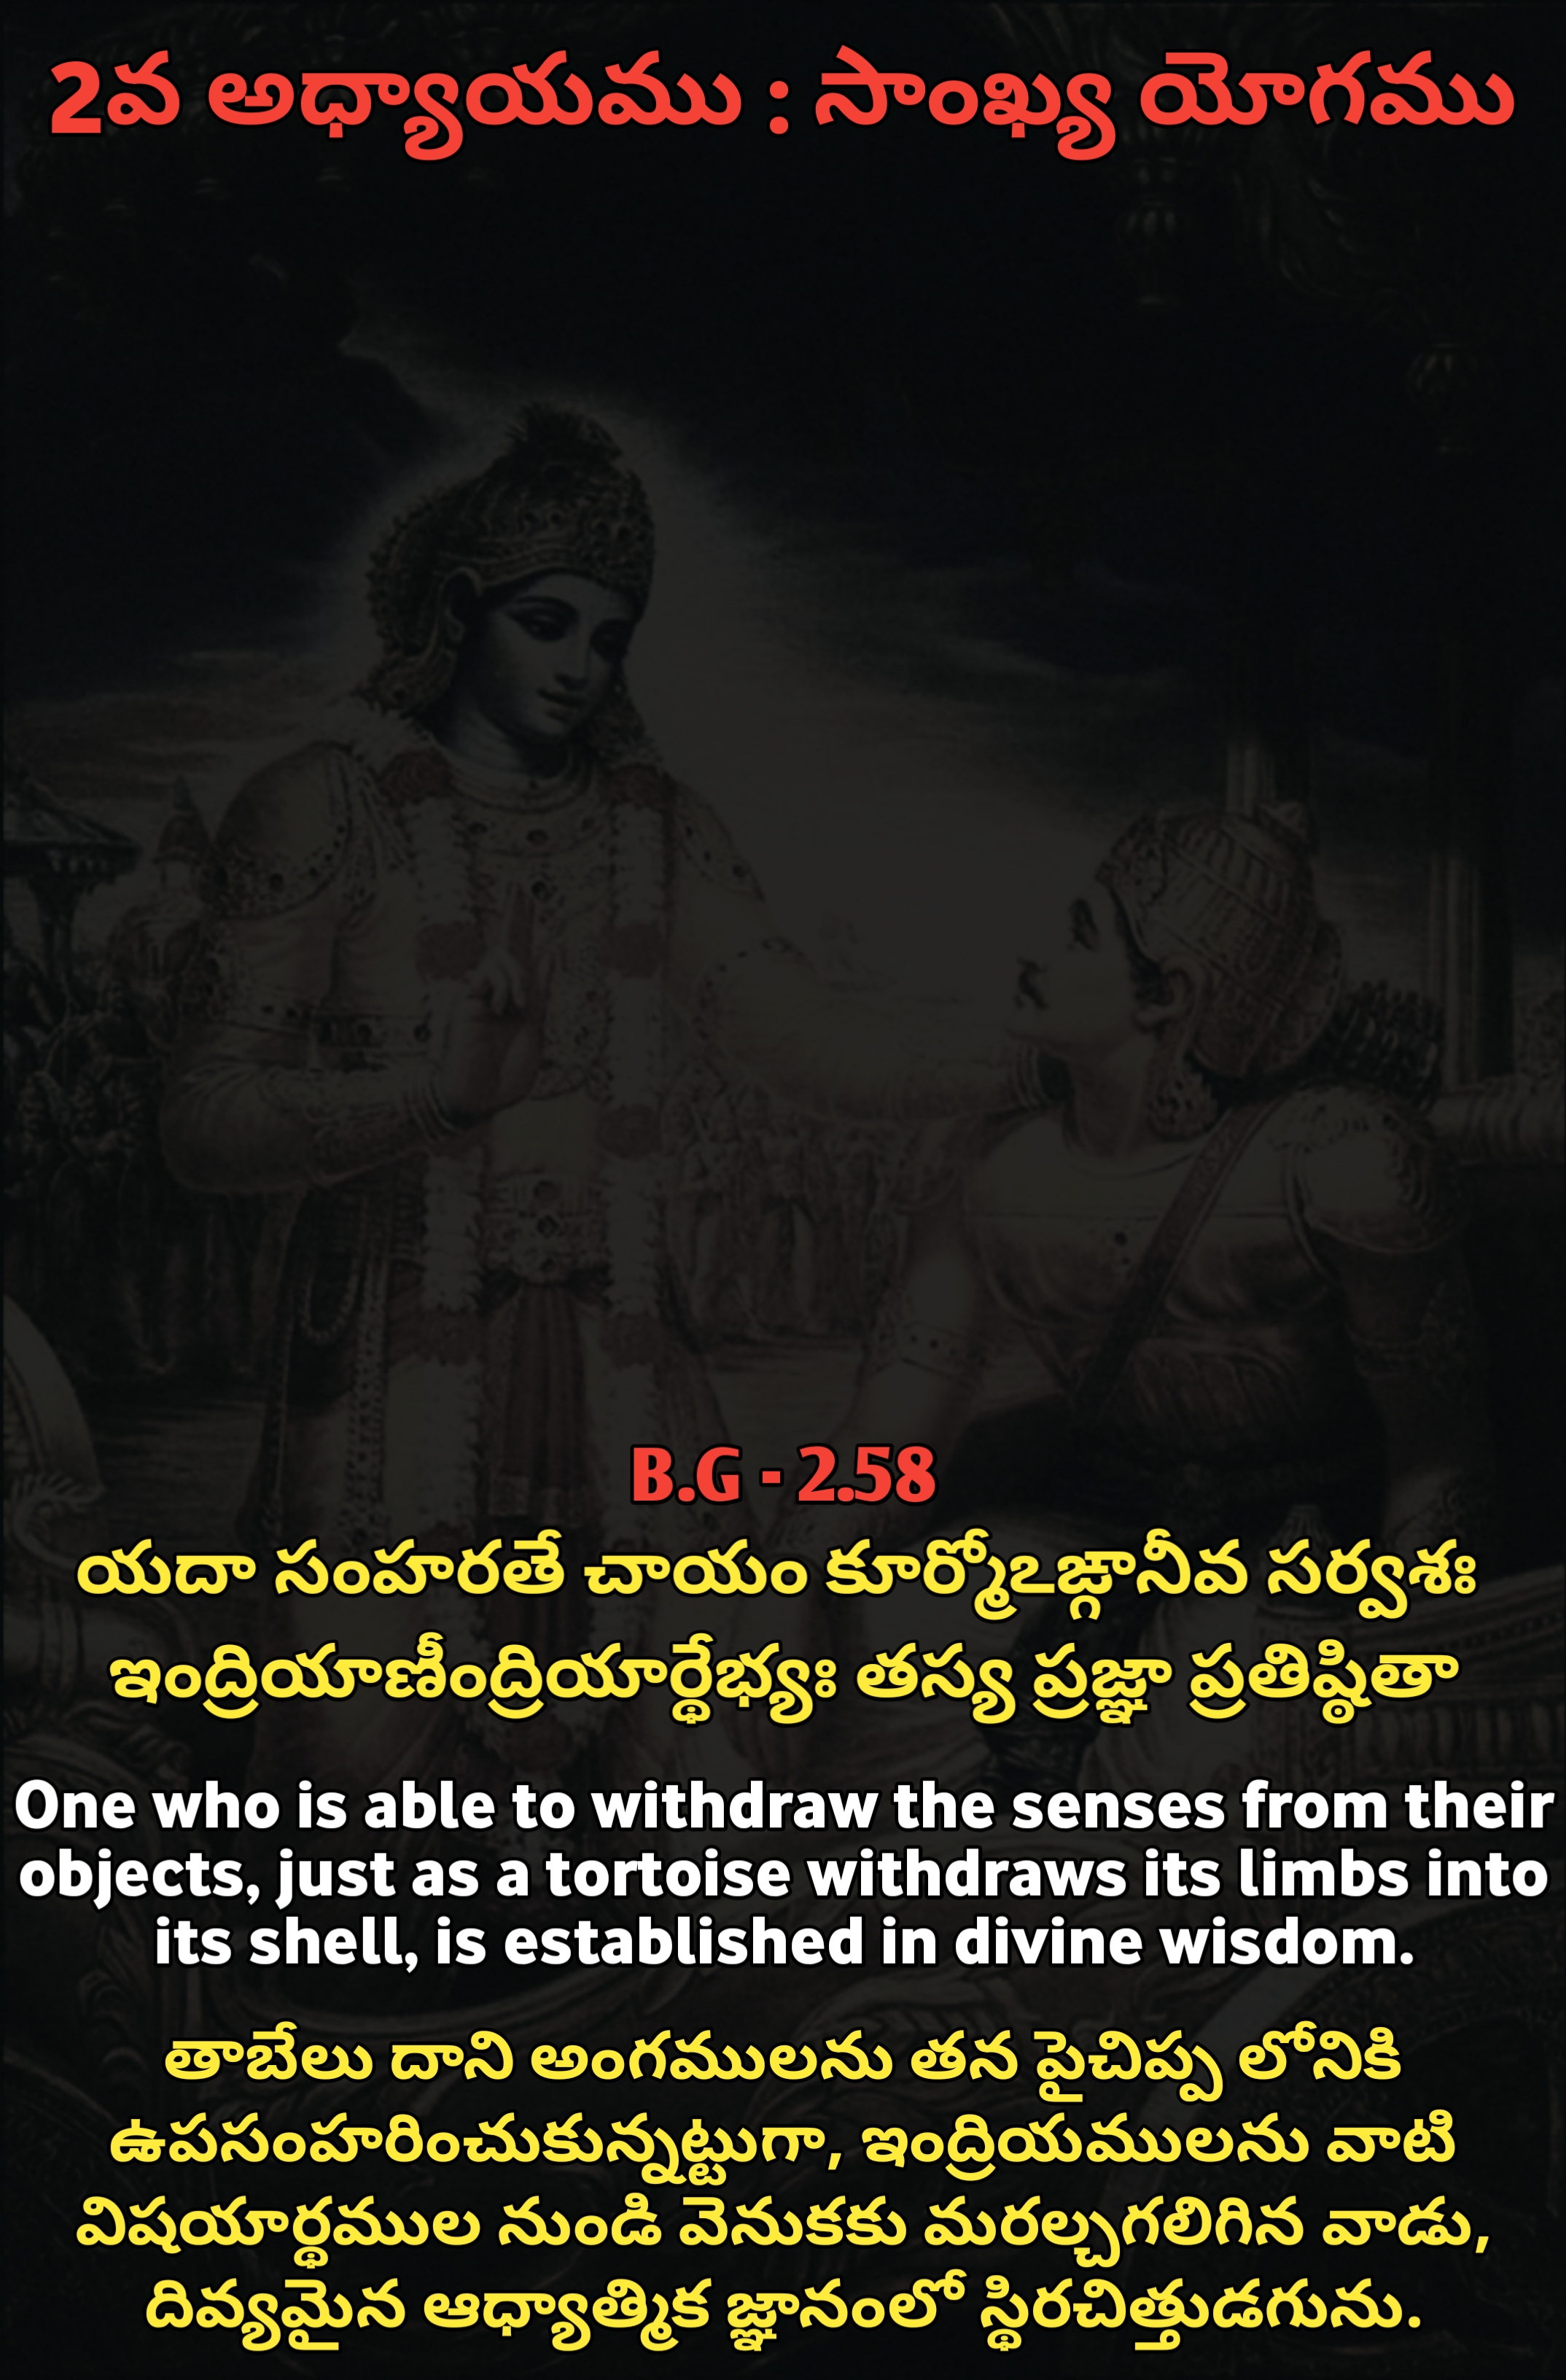 2వ అధ్యాయము : సాంఖ్య యోగము
B.G - 2.58
యదా సంహరతే చాయం కూర్మోఽఙ్గానీవ సర్వశః
ఇంద్రియాణీంద్రియార్థేభ్యః తస్య ప్రజ్ఞా ప్రతిష్ఠితా
One who is able to withdraw the senses from their
objects, just as a tortoise withdraws its limbs into
its shell, is established in divine wisdom.
తాబేలు దాని అంగములను తన పైచిప్ప లోనికి
ఉపసంహరించుకున్నట్టుగా, ఇంద్రియములను వాటి
విషయార్థముల నుండి వెనుకకు మరల్చగలిగిన వాడు,
దివ్యమైన ఆధ్యాత్మిక జ్ఞానంలో స్థిరచిత్తుడగును.